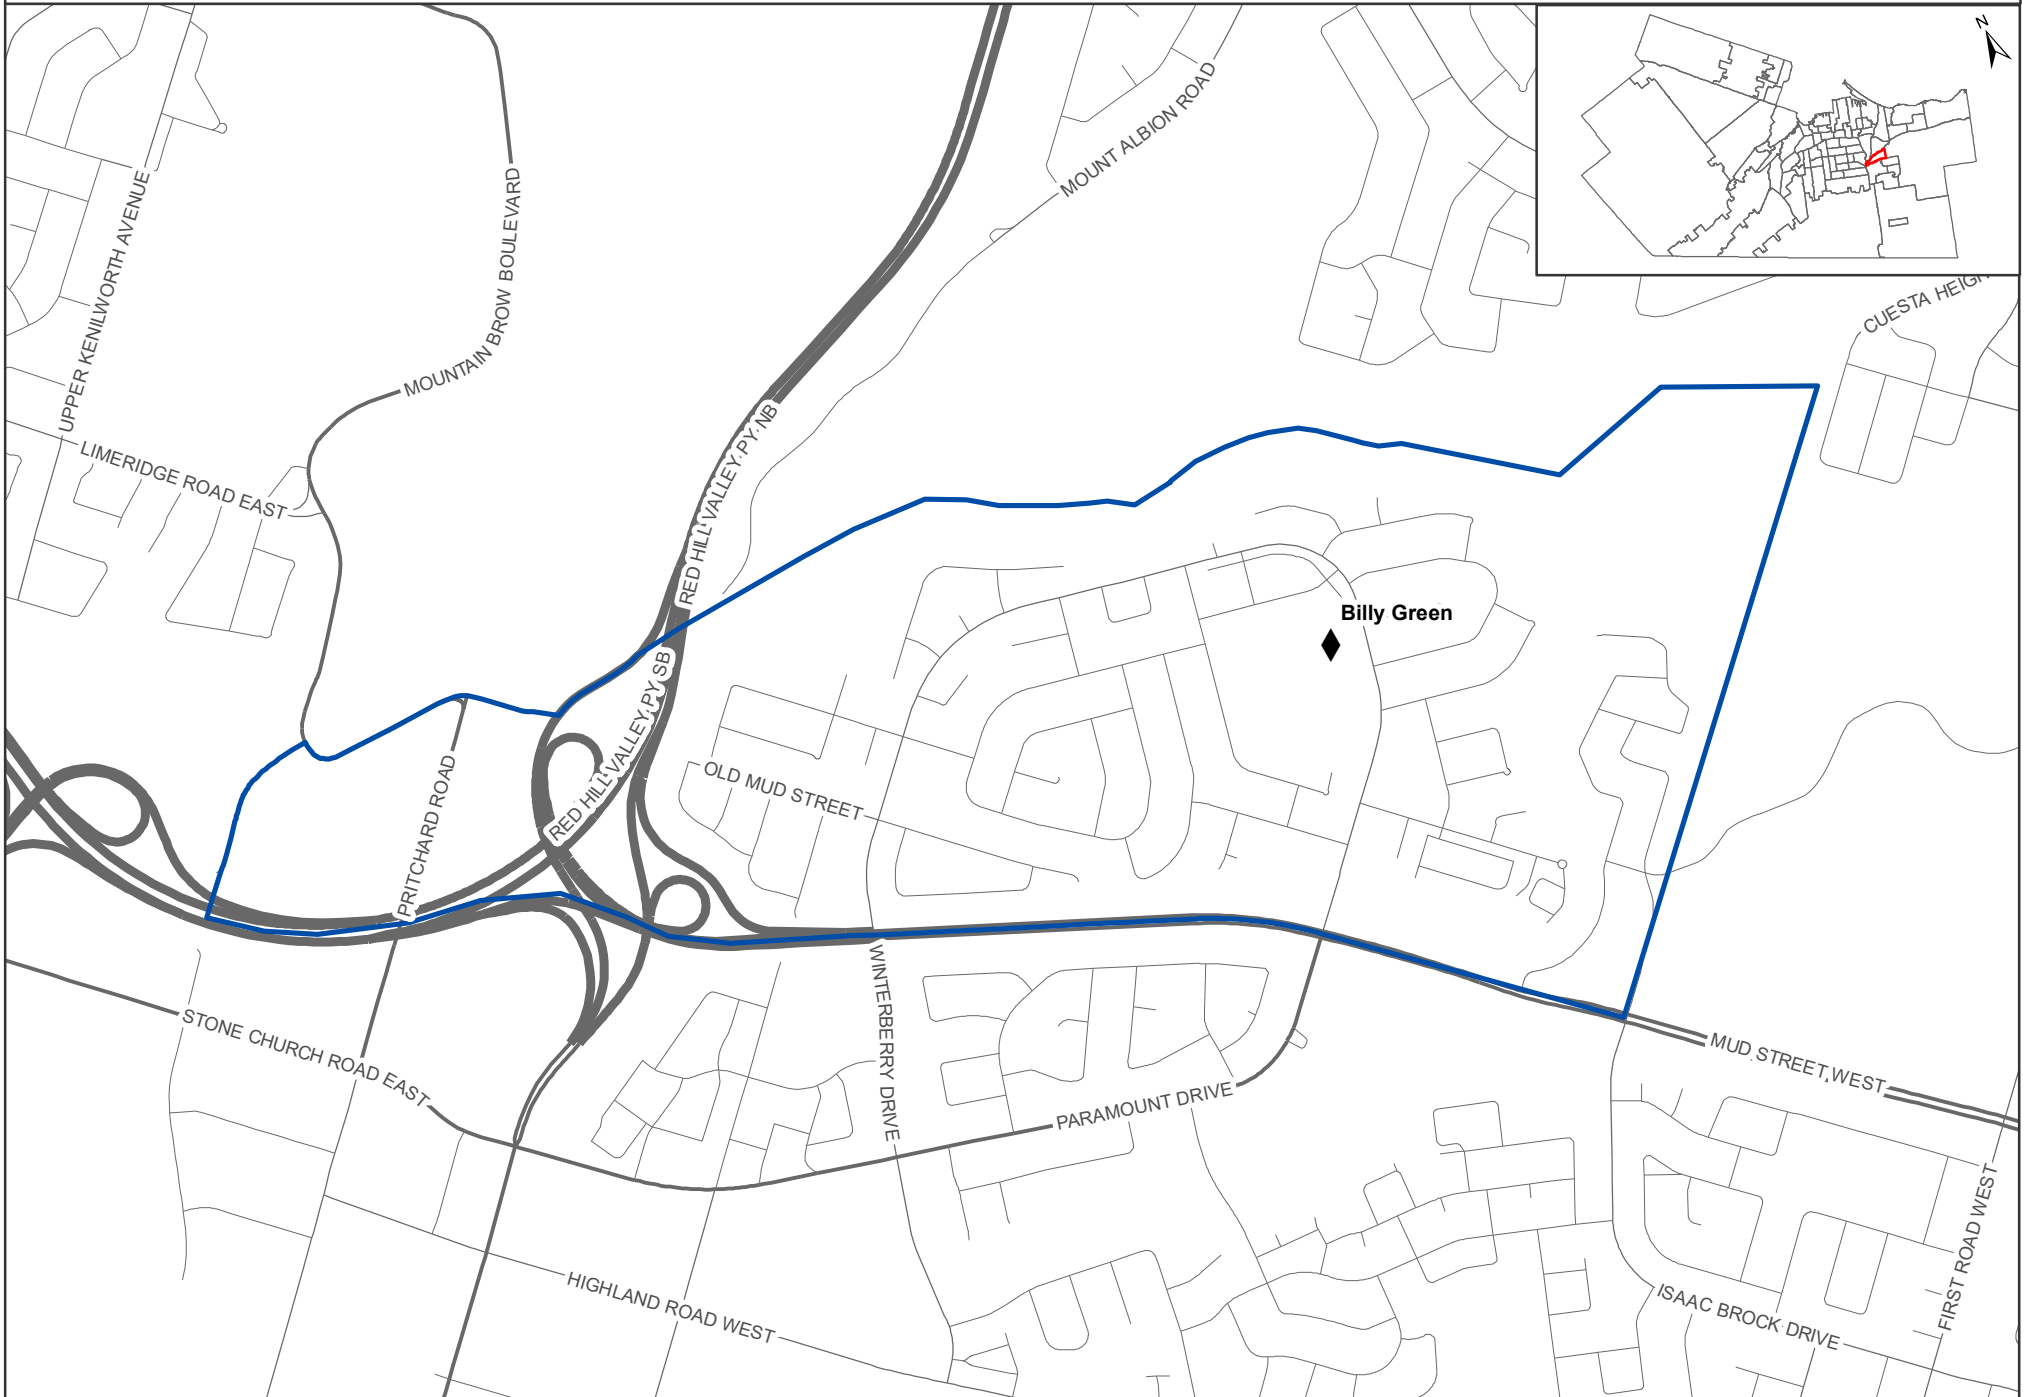 N
MOUNT ALBION ROAD
UPPER KENILWORTH AVENUE
MOUNTAIN BROW BOULEVARD
CUESTA HEIGH
LIMERIDGE ROAD EAST
RED HILL VALLEY PY NB
Billy Green
RED HILL VALLEY PY SB
OLD MUD STREET
PRITCHARD ROAD
WINTERBERRY DRIVE
STONE CHURCH ROAD EAST
MUD STREET WEST
PARAMOUNT DRIVE
FIRST ROAD WEST
HIGHLAND ROAD WEST
ISAAC BROCK DRIVE